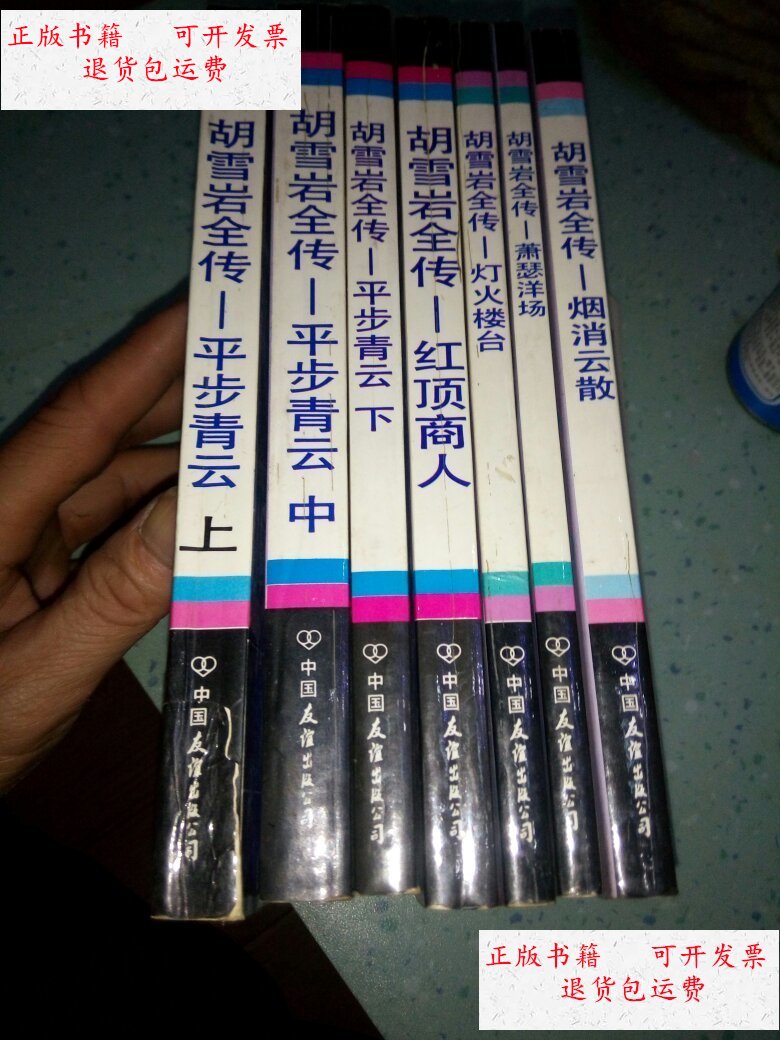 正版书籍 可开发票
退货包运费
胡雪岩全传－平步青云 上
中国友谊出版公司
胡雪岩全传－平步青云 中
中国友谊出版公司
胡雪岩全传－平步青云 下
中国友谊出版公司
胡雪岩全传－红顶商人
中国友谊出版公司
胡雪岩全传－灯火楼台
中国友谊出版公司
胡雪岩全传－萧瑟洋场
中国友谊出版公司
胡雪岩全传－烟消云散
中国友谊出版公司
正版书籍 可开发票
退货包运费